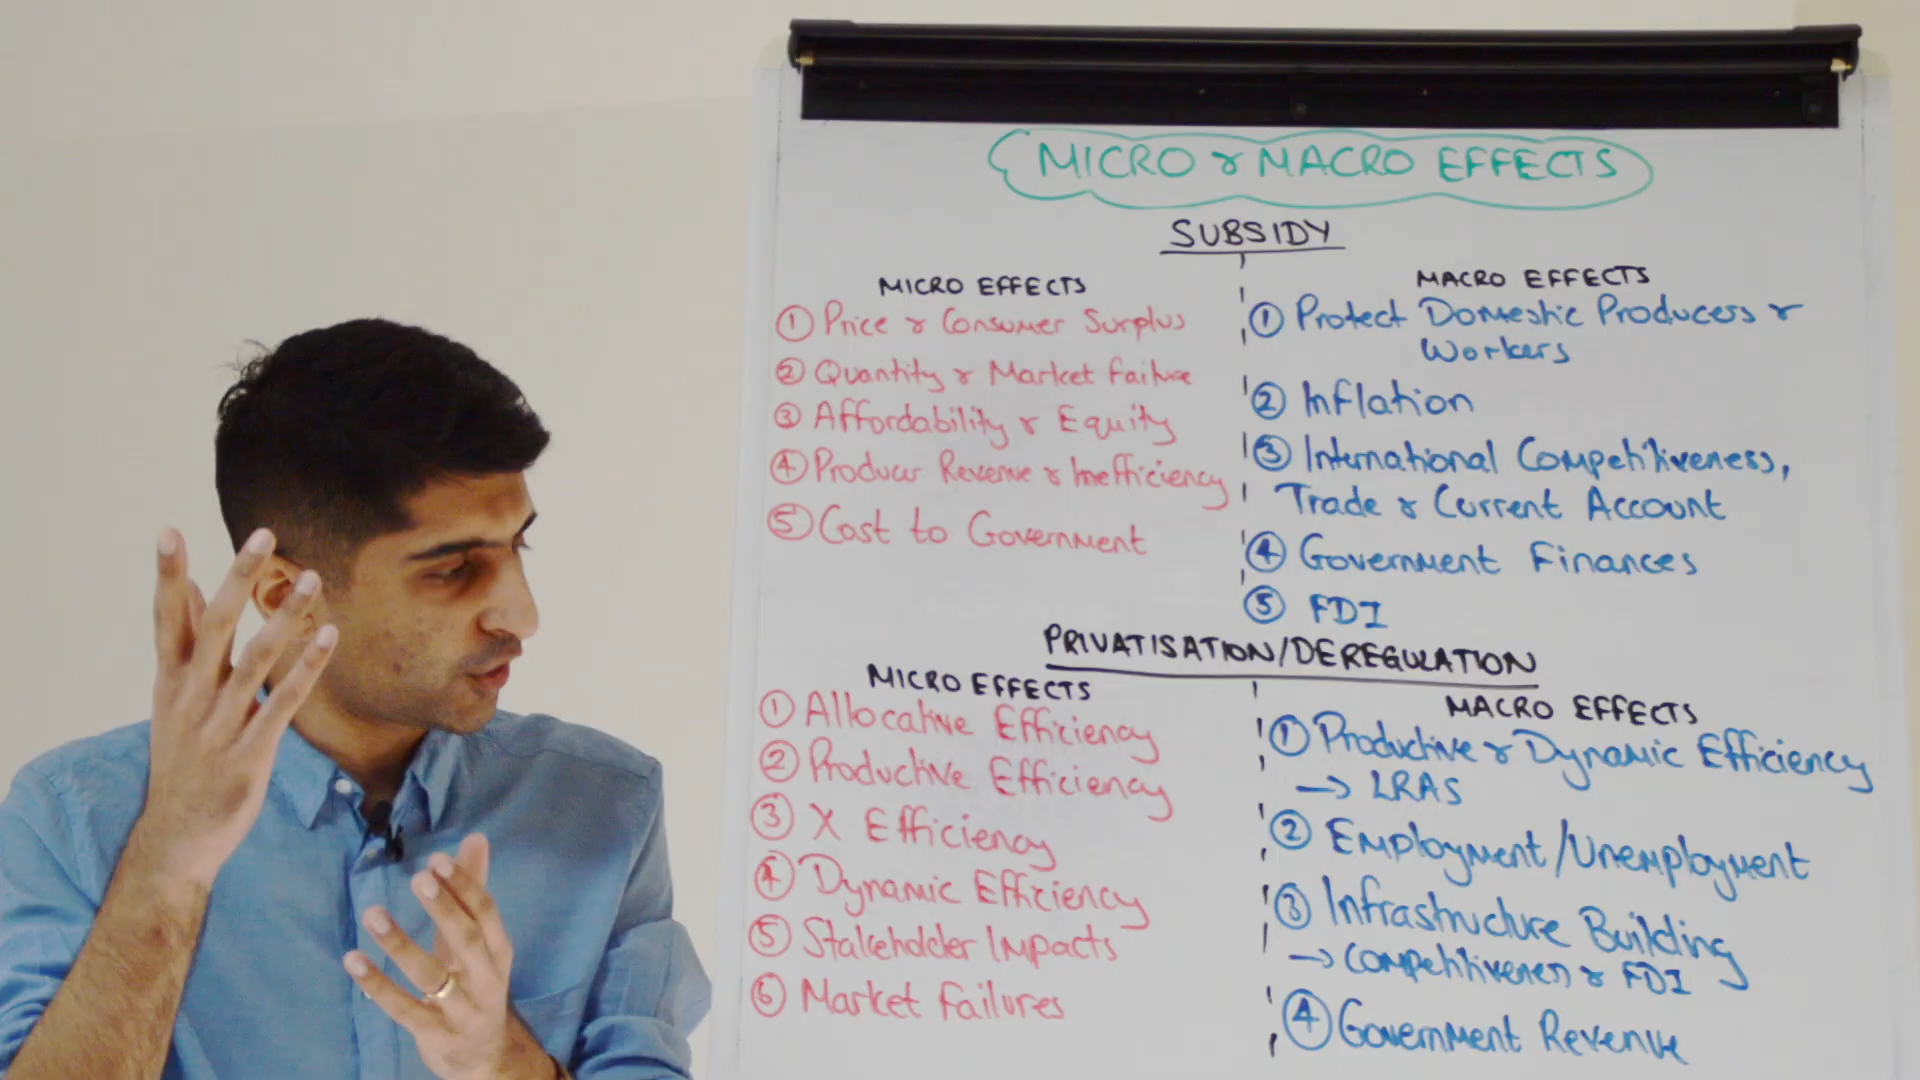 MICRO & MACRO EFFECTS
SUBSIDY
MICRO EFFECTS
① Price & Consumer Surplus
② Quantity & Market Failure
③ Affordability & Equity
④ Producer Revenue & Inefficiency
⑤ Cost to Government
MACRO EFFECTS
① Protect Domestic Producers &
Workers
② Inflation
③ International Competitiveness,
Trade & Current Account
④ Government Finances
⑤ FDI
PRIVATISATION/DEREGULATION
MICRO EFFECTS
① Allocative Efficiency
② Productive Efficiency
③ X Efficiency
④ Dynamic Efficiency
⑤ Stakeholder Impacts
⑥ Market Failures
MACRO EFFECTS
① Productive & Dynamic Efficiency
→ LRAS
② Employment/Unemployment
③ Infrastructure Building
→ Competitiveness & FDI
④ Government Revenue